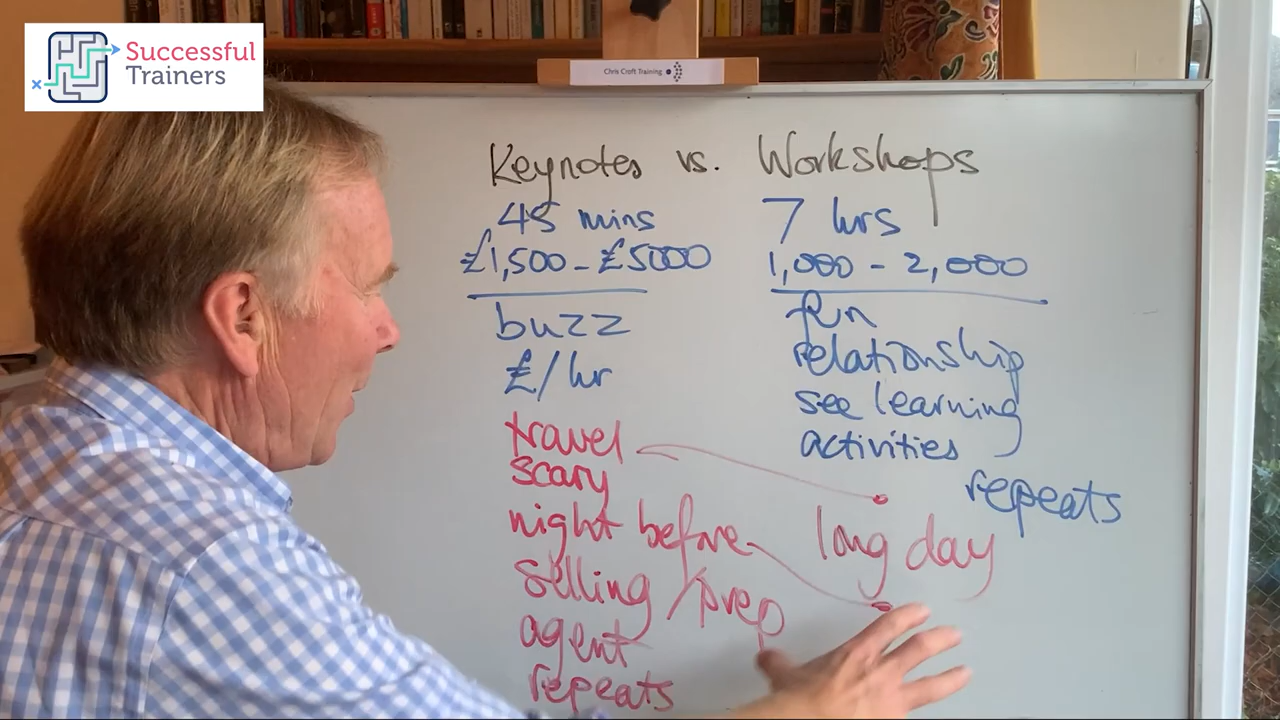 Successful
Trainers
Chris Croft Training
Keynotes vs. Workshops
45 mins
£1,500 - £5000
buzz
£/hr
travel
scary
night before
selling/prep
agent
repeats
7 hrs
1,000 - 2,000
fun
relationship
see learning
activities
repeats
long day